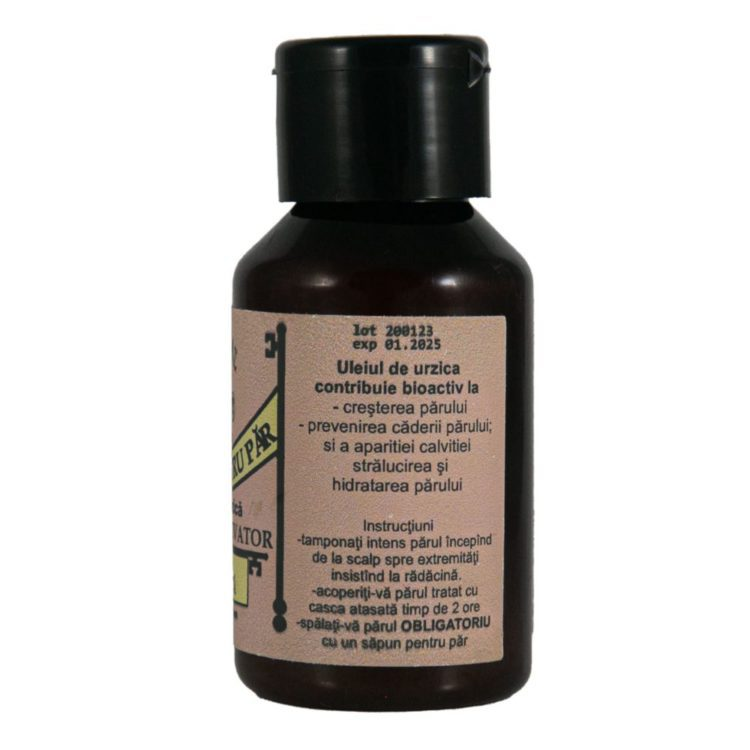 lot 200123
exp 01.2025
Uleiul de urzica
contribuie bioactiv la
- creşterea părului
- prevenirea căderii părului;
si a aparitiei calvitiei
strălucirea şi
hidratarea părului
Instrucţiuni
-tamponaţi intens părul începînd
de la scalp spre extremităţi
insistînd la rădăcină.
-acoperiţi-vă părul tratat cu
casca atasată timp de 2 ore
-spălaţi-vă părul OBLIGATORIU
cu un săpun pentru păr
PĂR